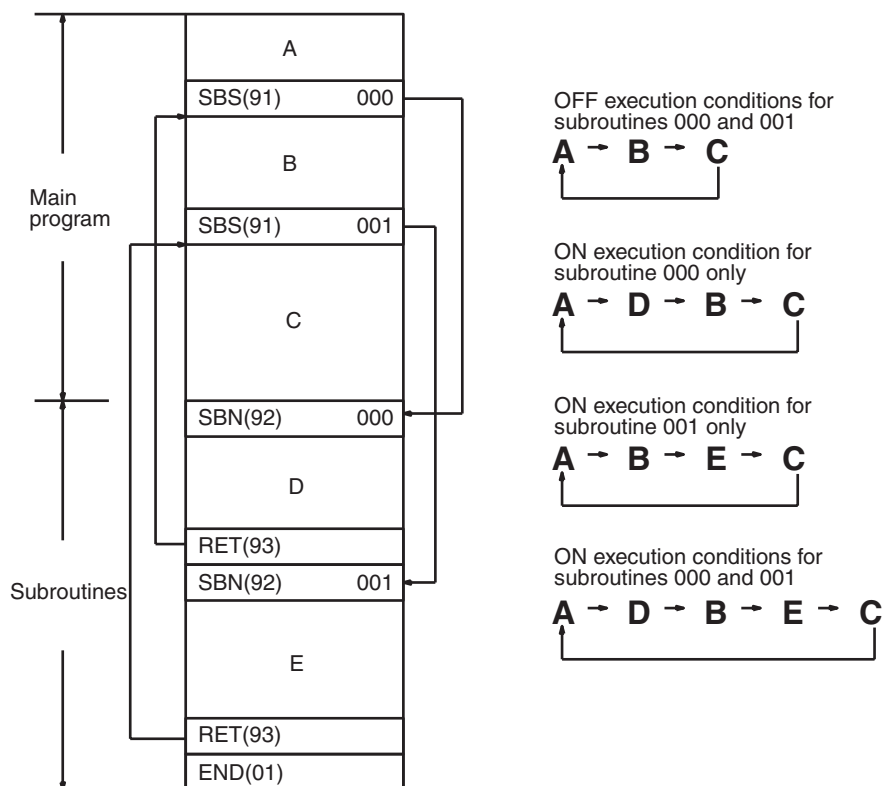 A
SBS(91) 000
B
Main
program
SBS(91) 001
C
SBN(92) 000
D
RET(93)
SBN(92) 001
Subroutines
E
RET(93)
END(01)
OFF execution conditions for
subroutines 000 and 001
A → B → C
ON execution condition for
subroutine 000 only
A → D → B → C
ON execution condition for
subroutine 001 only
A → B → E → C
ON execution conditions for
subroutines 000 and 001
A → D → B → E → C